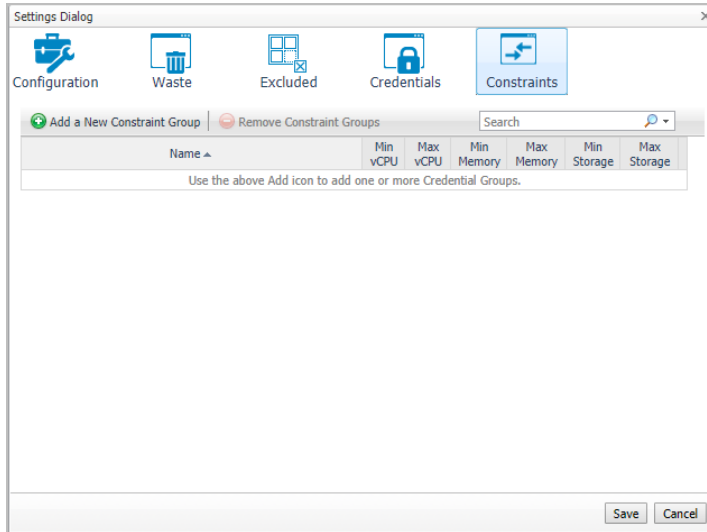 Settings Dialog
Configuration Waste Excluded Credentials Constraints
Add a New Constraint Group Remove Constraint Groups Search
Name Min vCPU Max vCPU Min Memory Max Memory Min Storage Max Storage
Use the above Add icon to add one or more Credential Groups.
Save Cancel